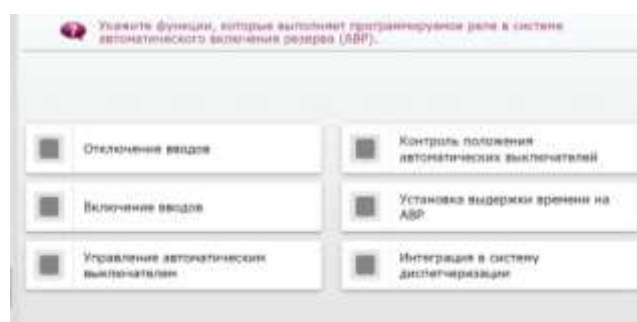 Укажите функции, которые выполняет программируемое реле в системе
автоматического включения резерва (АВР).
Отключение вводов
Контроль положения
автоматических выключателей
Включение вводов
Установка выдержки времени на
АВР
Управление автоматическим
выключателем
Интеграция в систему
диспетчеризации